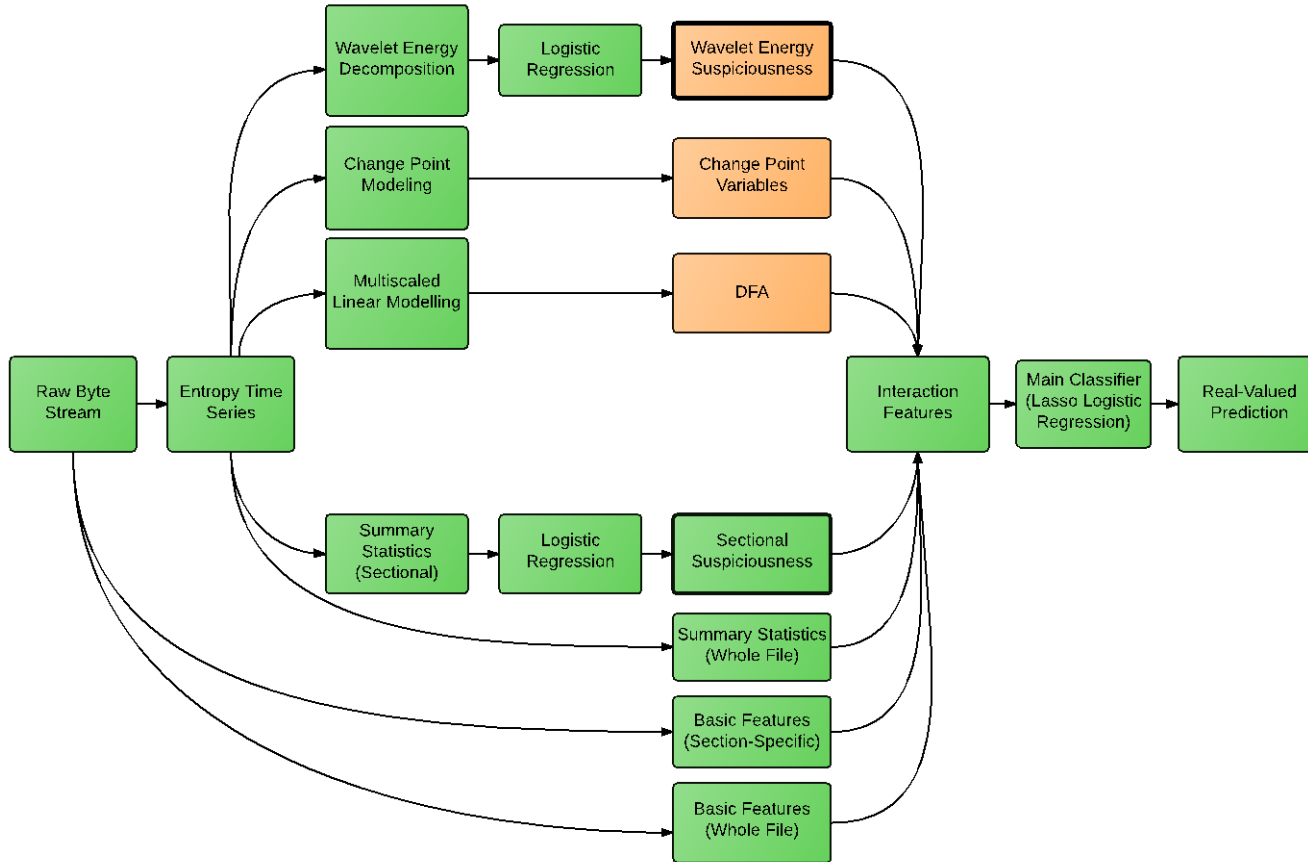 Wavelet Energy
Decomposition
Logistic
Regression
Wavelet Energy
Suspiciousness
Change Point
Modeling
Change Point
Variables
Multiscaled
Linear Modelling
DFA
Raw Byte
Stream
Entropy Time
Series
Interaction
Features
Main Classifier
(Lasso Logistic
Regression)
Real-Valued
Prediction
Summary
Statistics
(Sectional)
Logistic
Regression
Sectional
Suspiciousness
Summary Statistics
(Whole File)
Basic Features
(Section-Specific)
Basic Features
(Whole File)